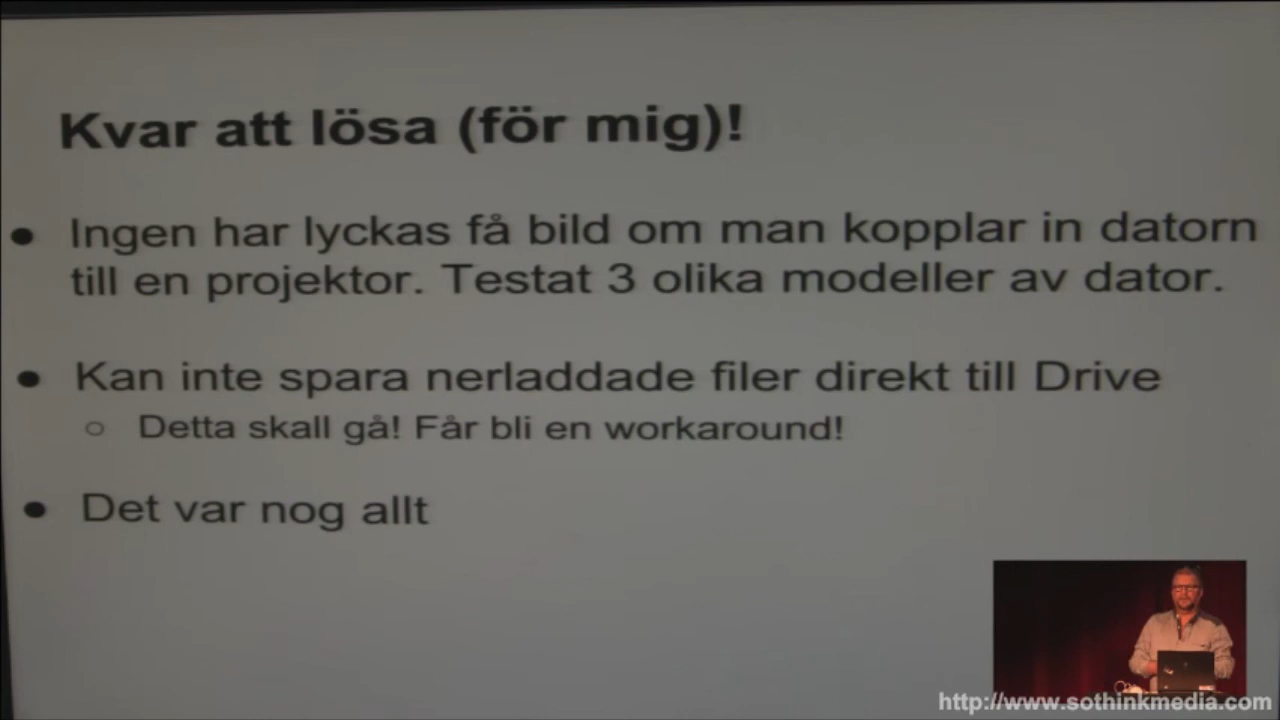 Kvar att lösa (för mig)!
● Ingen har lyckas få bild om man kopplar in datorn
till en projektor. Testat 3 olika modeller av dator.
● Kan inte spara nerladdade filer direkt till Drive
○ Detta skall gå! Får bli en workaround!
● Det var nog allt
http://www.sothinkmedia.com